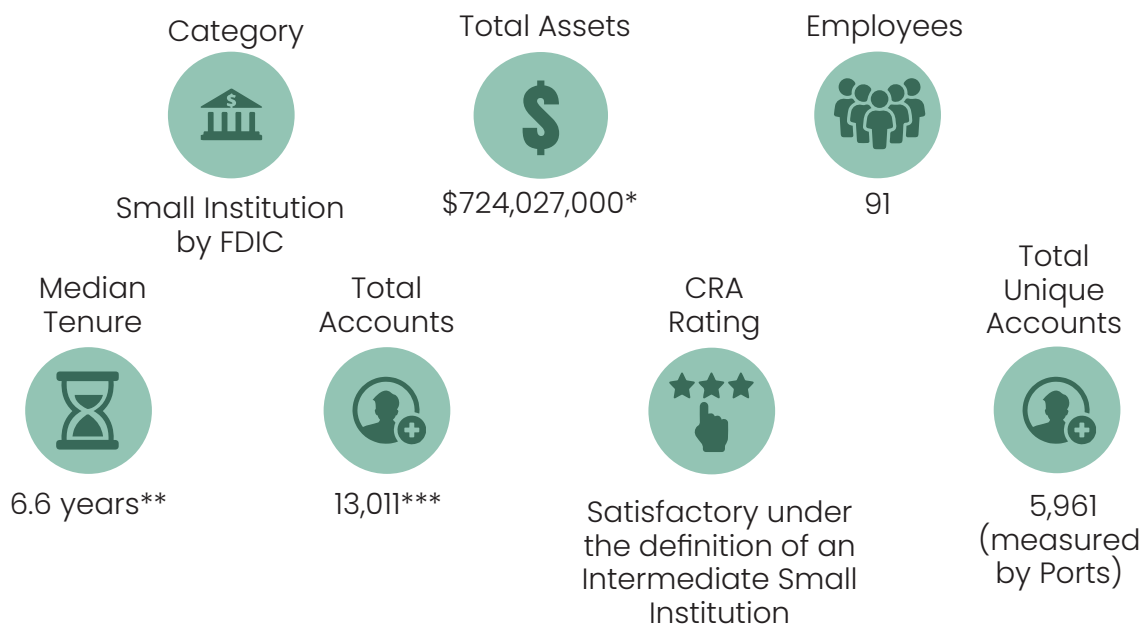 Category
Total Assets
Employees
$
$
Small Institution
by FDIC
$724,027,000*
91
Median
Tenure
Total
Accounts
CRA
Rating
Total
Unique
Accounts
6.6 years**
13,011***
Satisfactory under
the definition of an
Intermediate Small
Institution
5,961
(measured
by Ports)